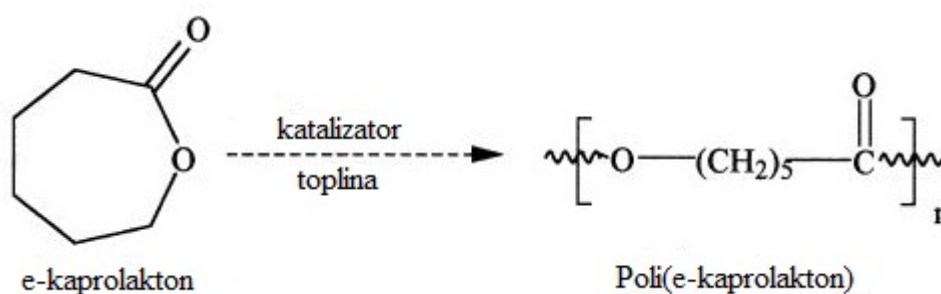 O
O
katalizator
toplina
O
O—(CH₂)₅—C
e-kaprolakton
Poli(e-kaprolakton)